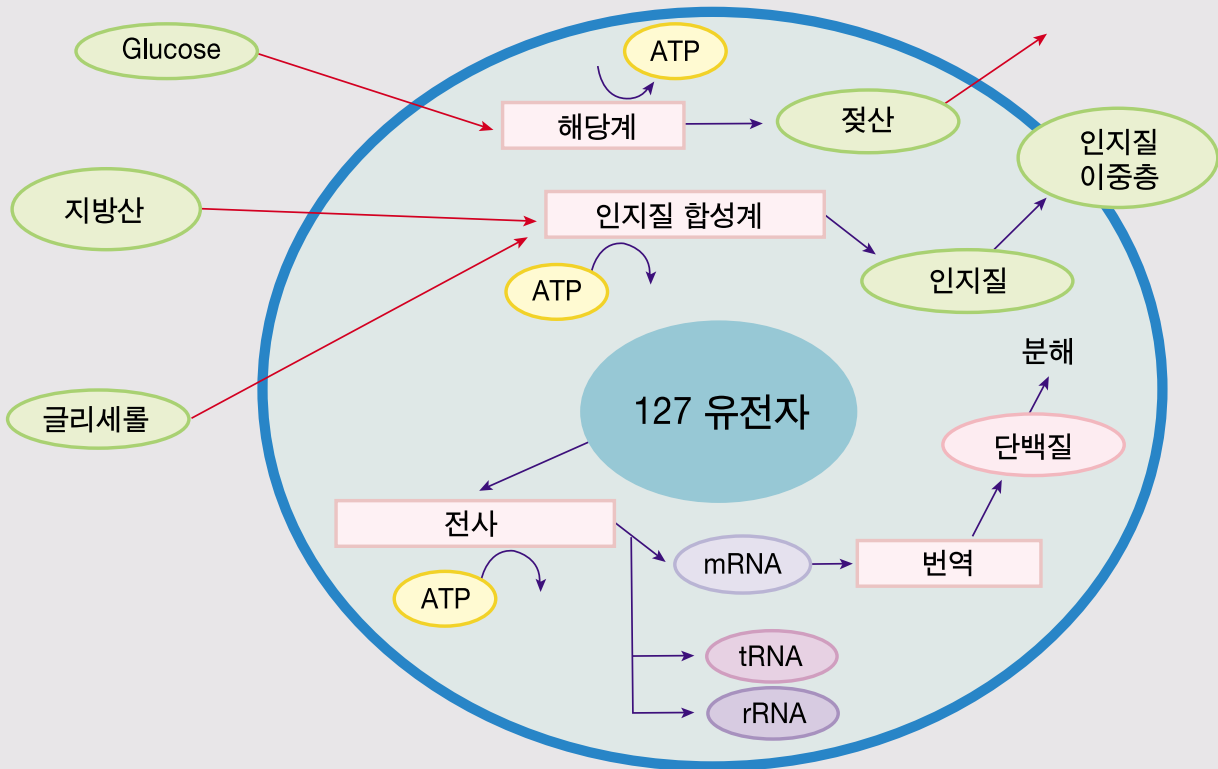 Glucose
ATP
해당계
젖산
인지질
이중층
지방산
인지질 합성계
ATP
인지질
글리세롤
127 유전자
분해
단백질
전사
ATP
mRNA
번역
tRNA
rRNA